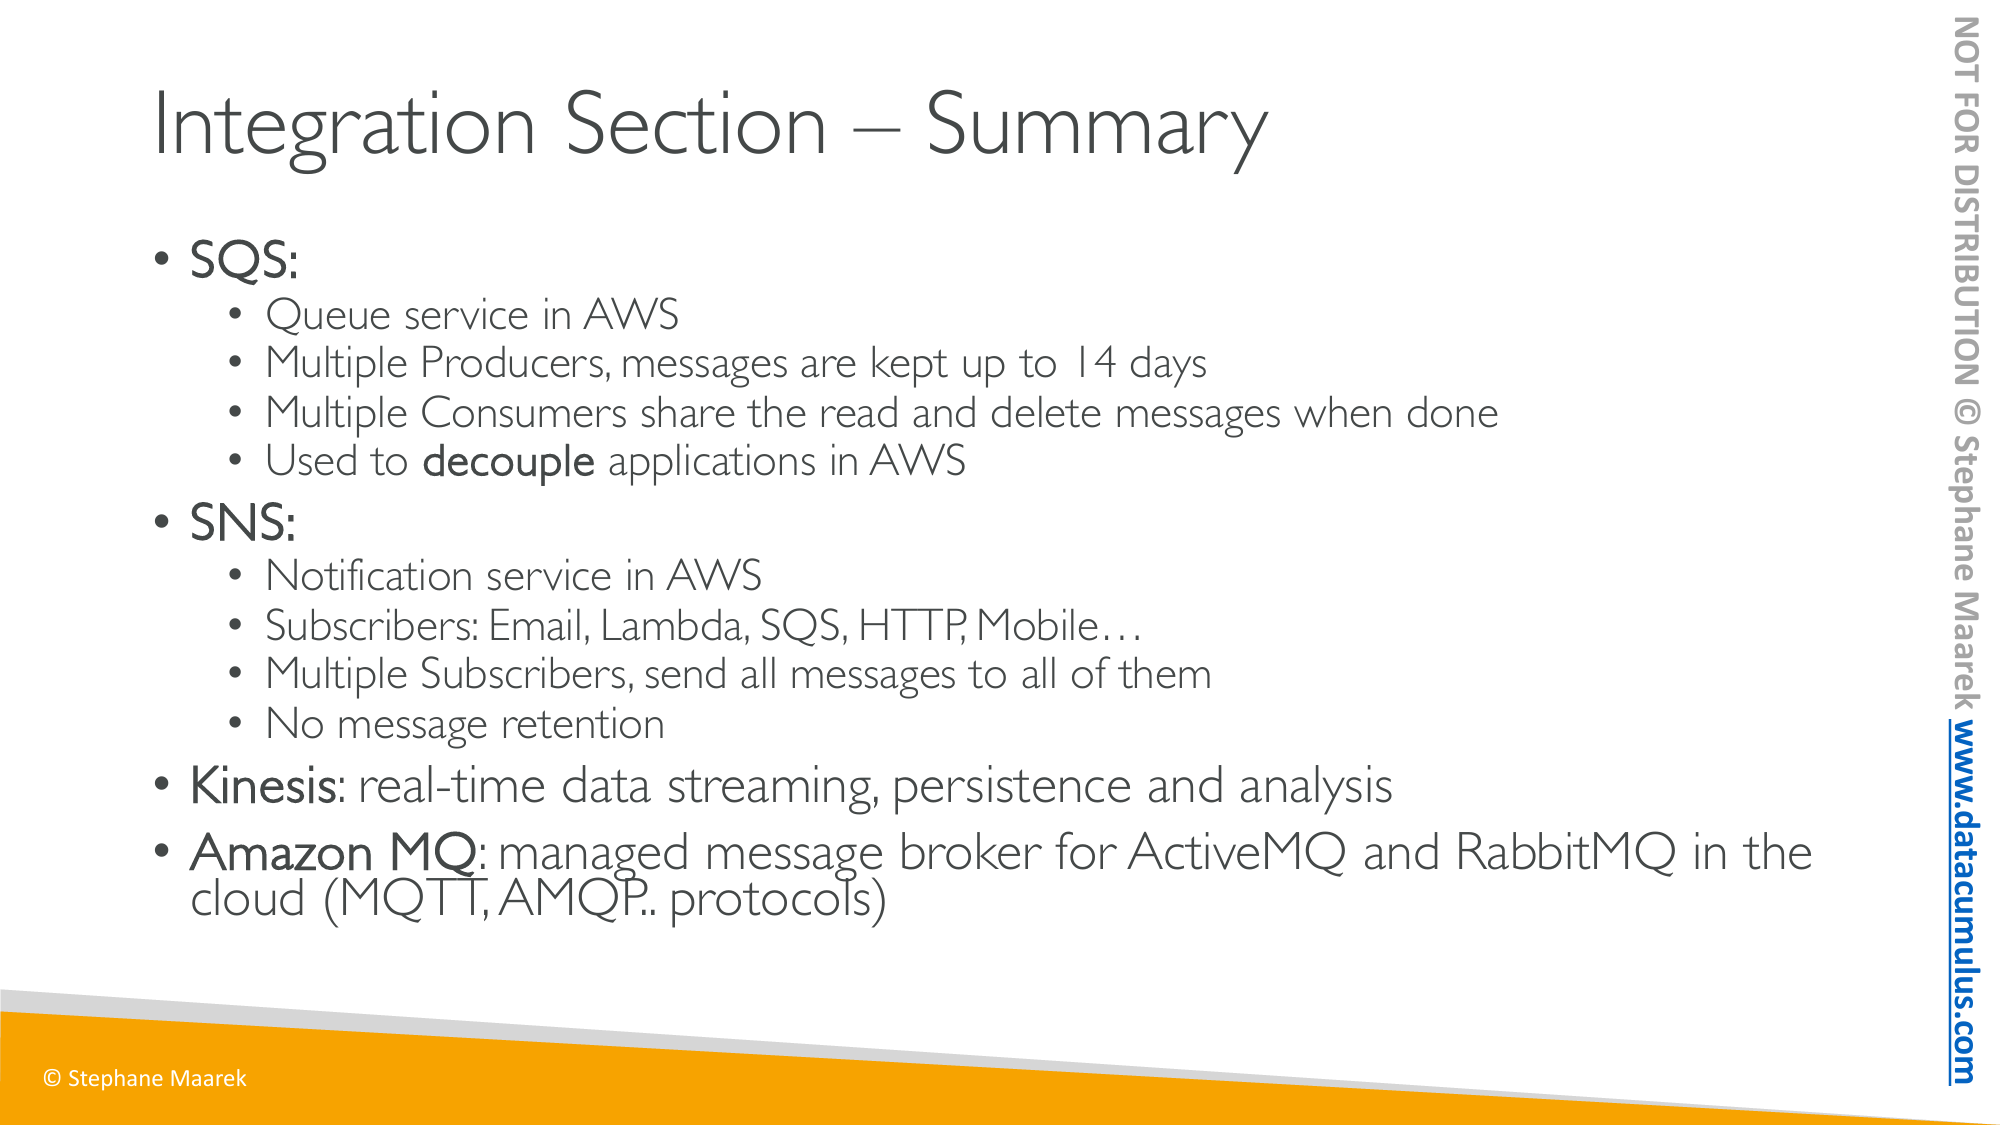 Integration Section – Summary
• SQS:
• Queue service in AWS
• Multiple Producers, messages are kept up to 14 days
• Multiple Consumers share the read and delete messages when done
• Used to decouple applications in AWS
• SNS:
• Notification service in AWS
• Subscribers: Email, Lambda, SQS, HTTP, Mobile…
• Multiple Subscribers, send all messages to all of them
• No message retention
• Kinesis: real-time data streaming, persistence and analysis
• Amazon MQ: managed message broker for ActiveMQ and RabbitMQ in the
cloud (MQTT, AMQP.. protocols)
© Stephane Maarek
NOT FOR DISTRIBUTION © Stephane Maarek www.datacumulus.com